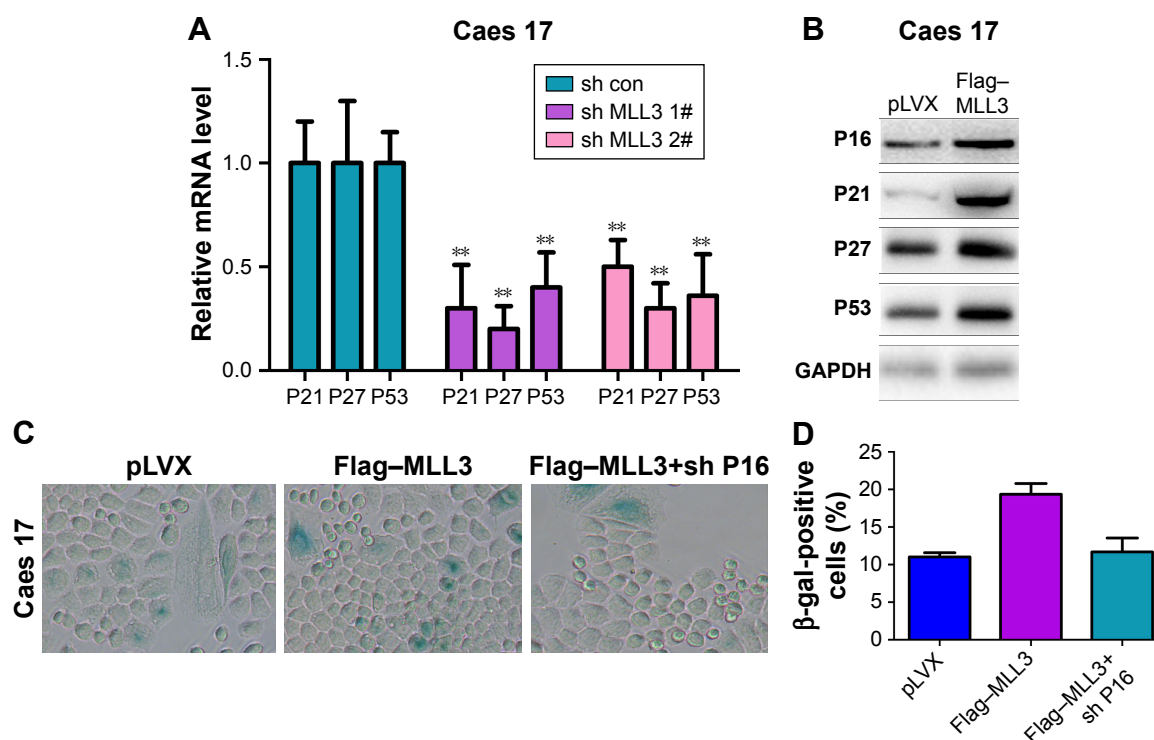 A
Caes 17
Relative mRNA level
1.5
1.0
0.5
0.0
sh con
sh MLL3 1#
sh MLL3 2#
** ** ** ** ** **
P21 P27 P53 P21 P27 P53 P21 P27 P53
B
Caes 17
pLVX Flag–
MLL3
P16
P21
P27
P53
GAPDH
C
pLVX Flag–MLL3 Flag–MLL3+sh P16
Caes 17
D
β-gal-positive
cells (%)
25
20
15
10
5
0
pLVX
Flag–MLL3
Flag–MLL3+
sh P16